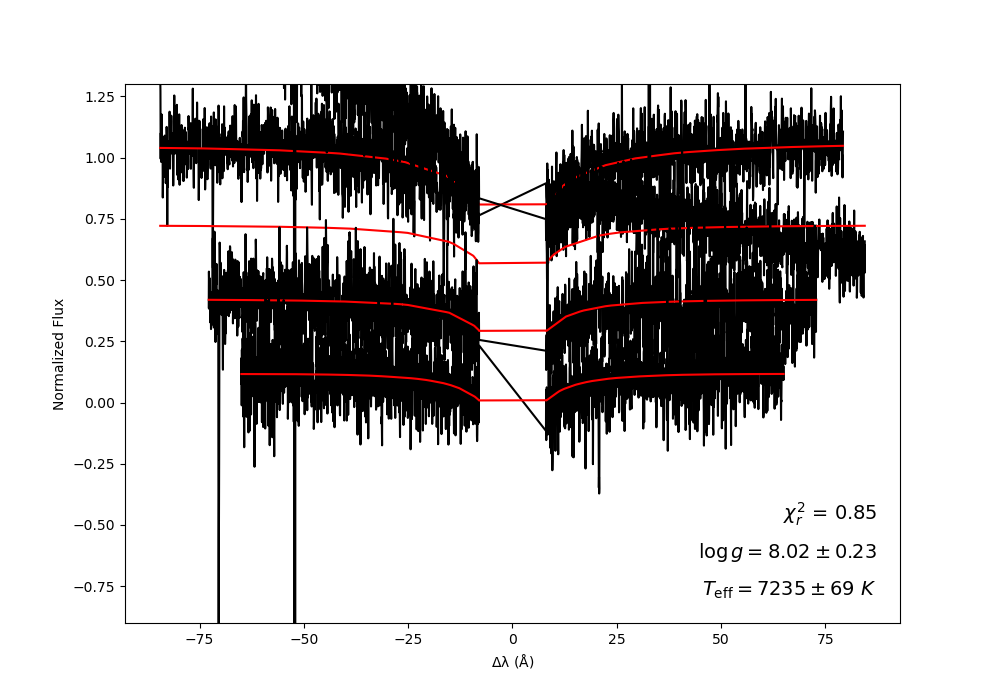 1.25
1.00
0.75
0.50
0.25
0.00
−0.25
−0.50
−0.75
Normalized Flux
χ²ᵣ = 0.85
log g = 8.02 ± 0.23
T_eff = 7235 ± 69 K
−75 −50 −25 0 25 50 75
Δλ (Å)